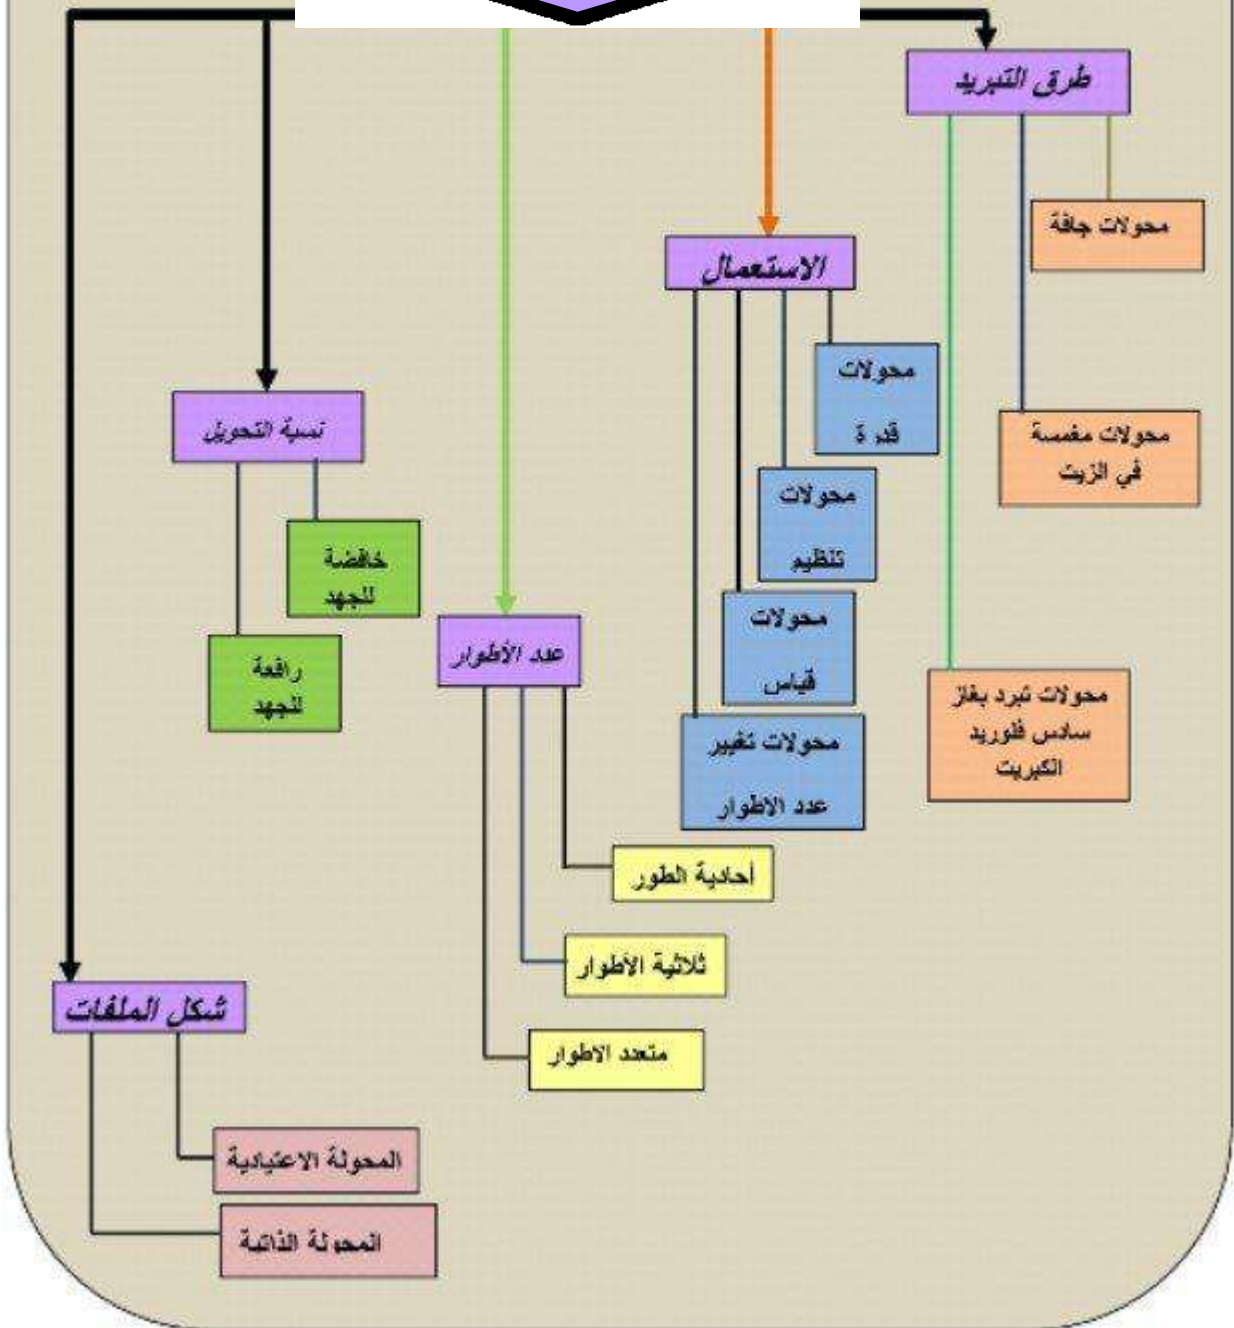 طرق التبريد
محولات جافة
محولات مغمسة
في الزيت
محولات تبرد بغاز
سادس فلوريد
الكبريت
الاستعمال
محولات
قدرة
محولات
تنظيم
محولات
قياس
محولات تغيير
عدد الاطوار
عدد الأطوار
أحادية الطور
ثلاثية الأطوار
متعدد الاطوار
نسبة التحويل
خافضة
للجهد
رافعة
للجهد
شكل الملفات
المحولة الاعتيادية
المحولة الذاتية